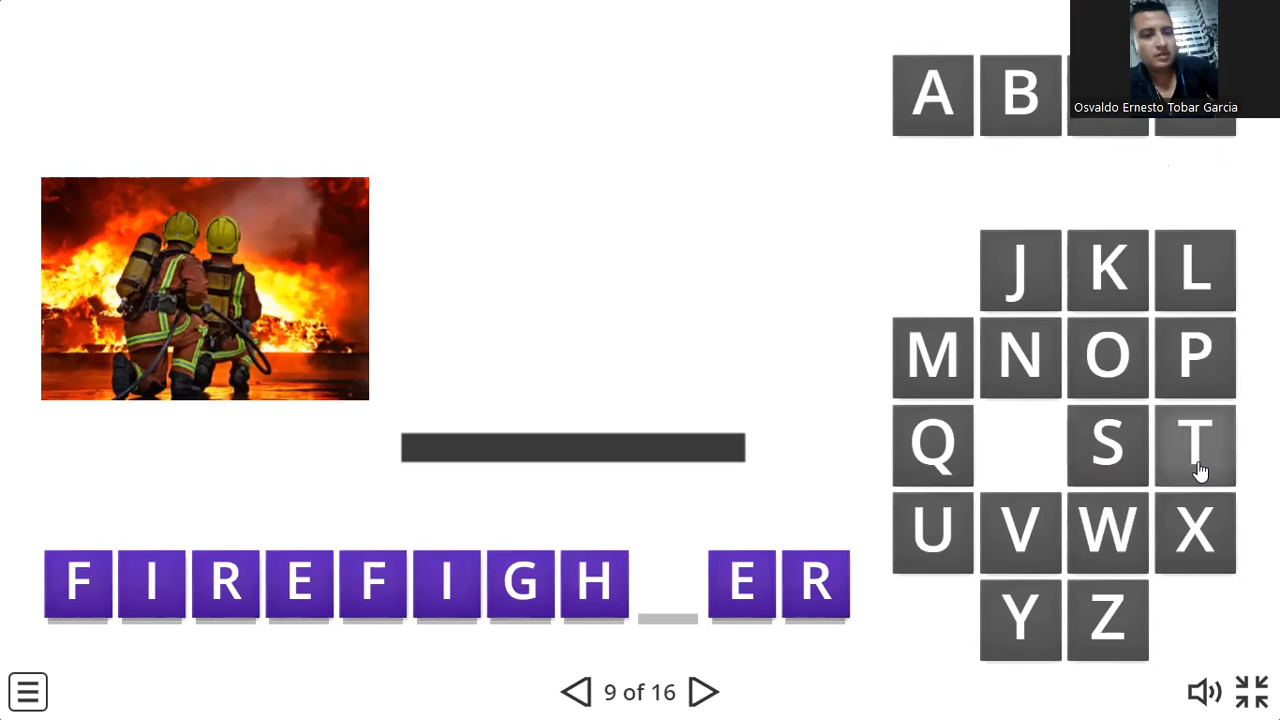 A B
Osvaldo Ernesto Tobar Garcia
J K L
M N O P
Q S T
U V W X
Y Z
F I R E F I G H _ E R
9 of 16